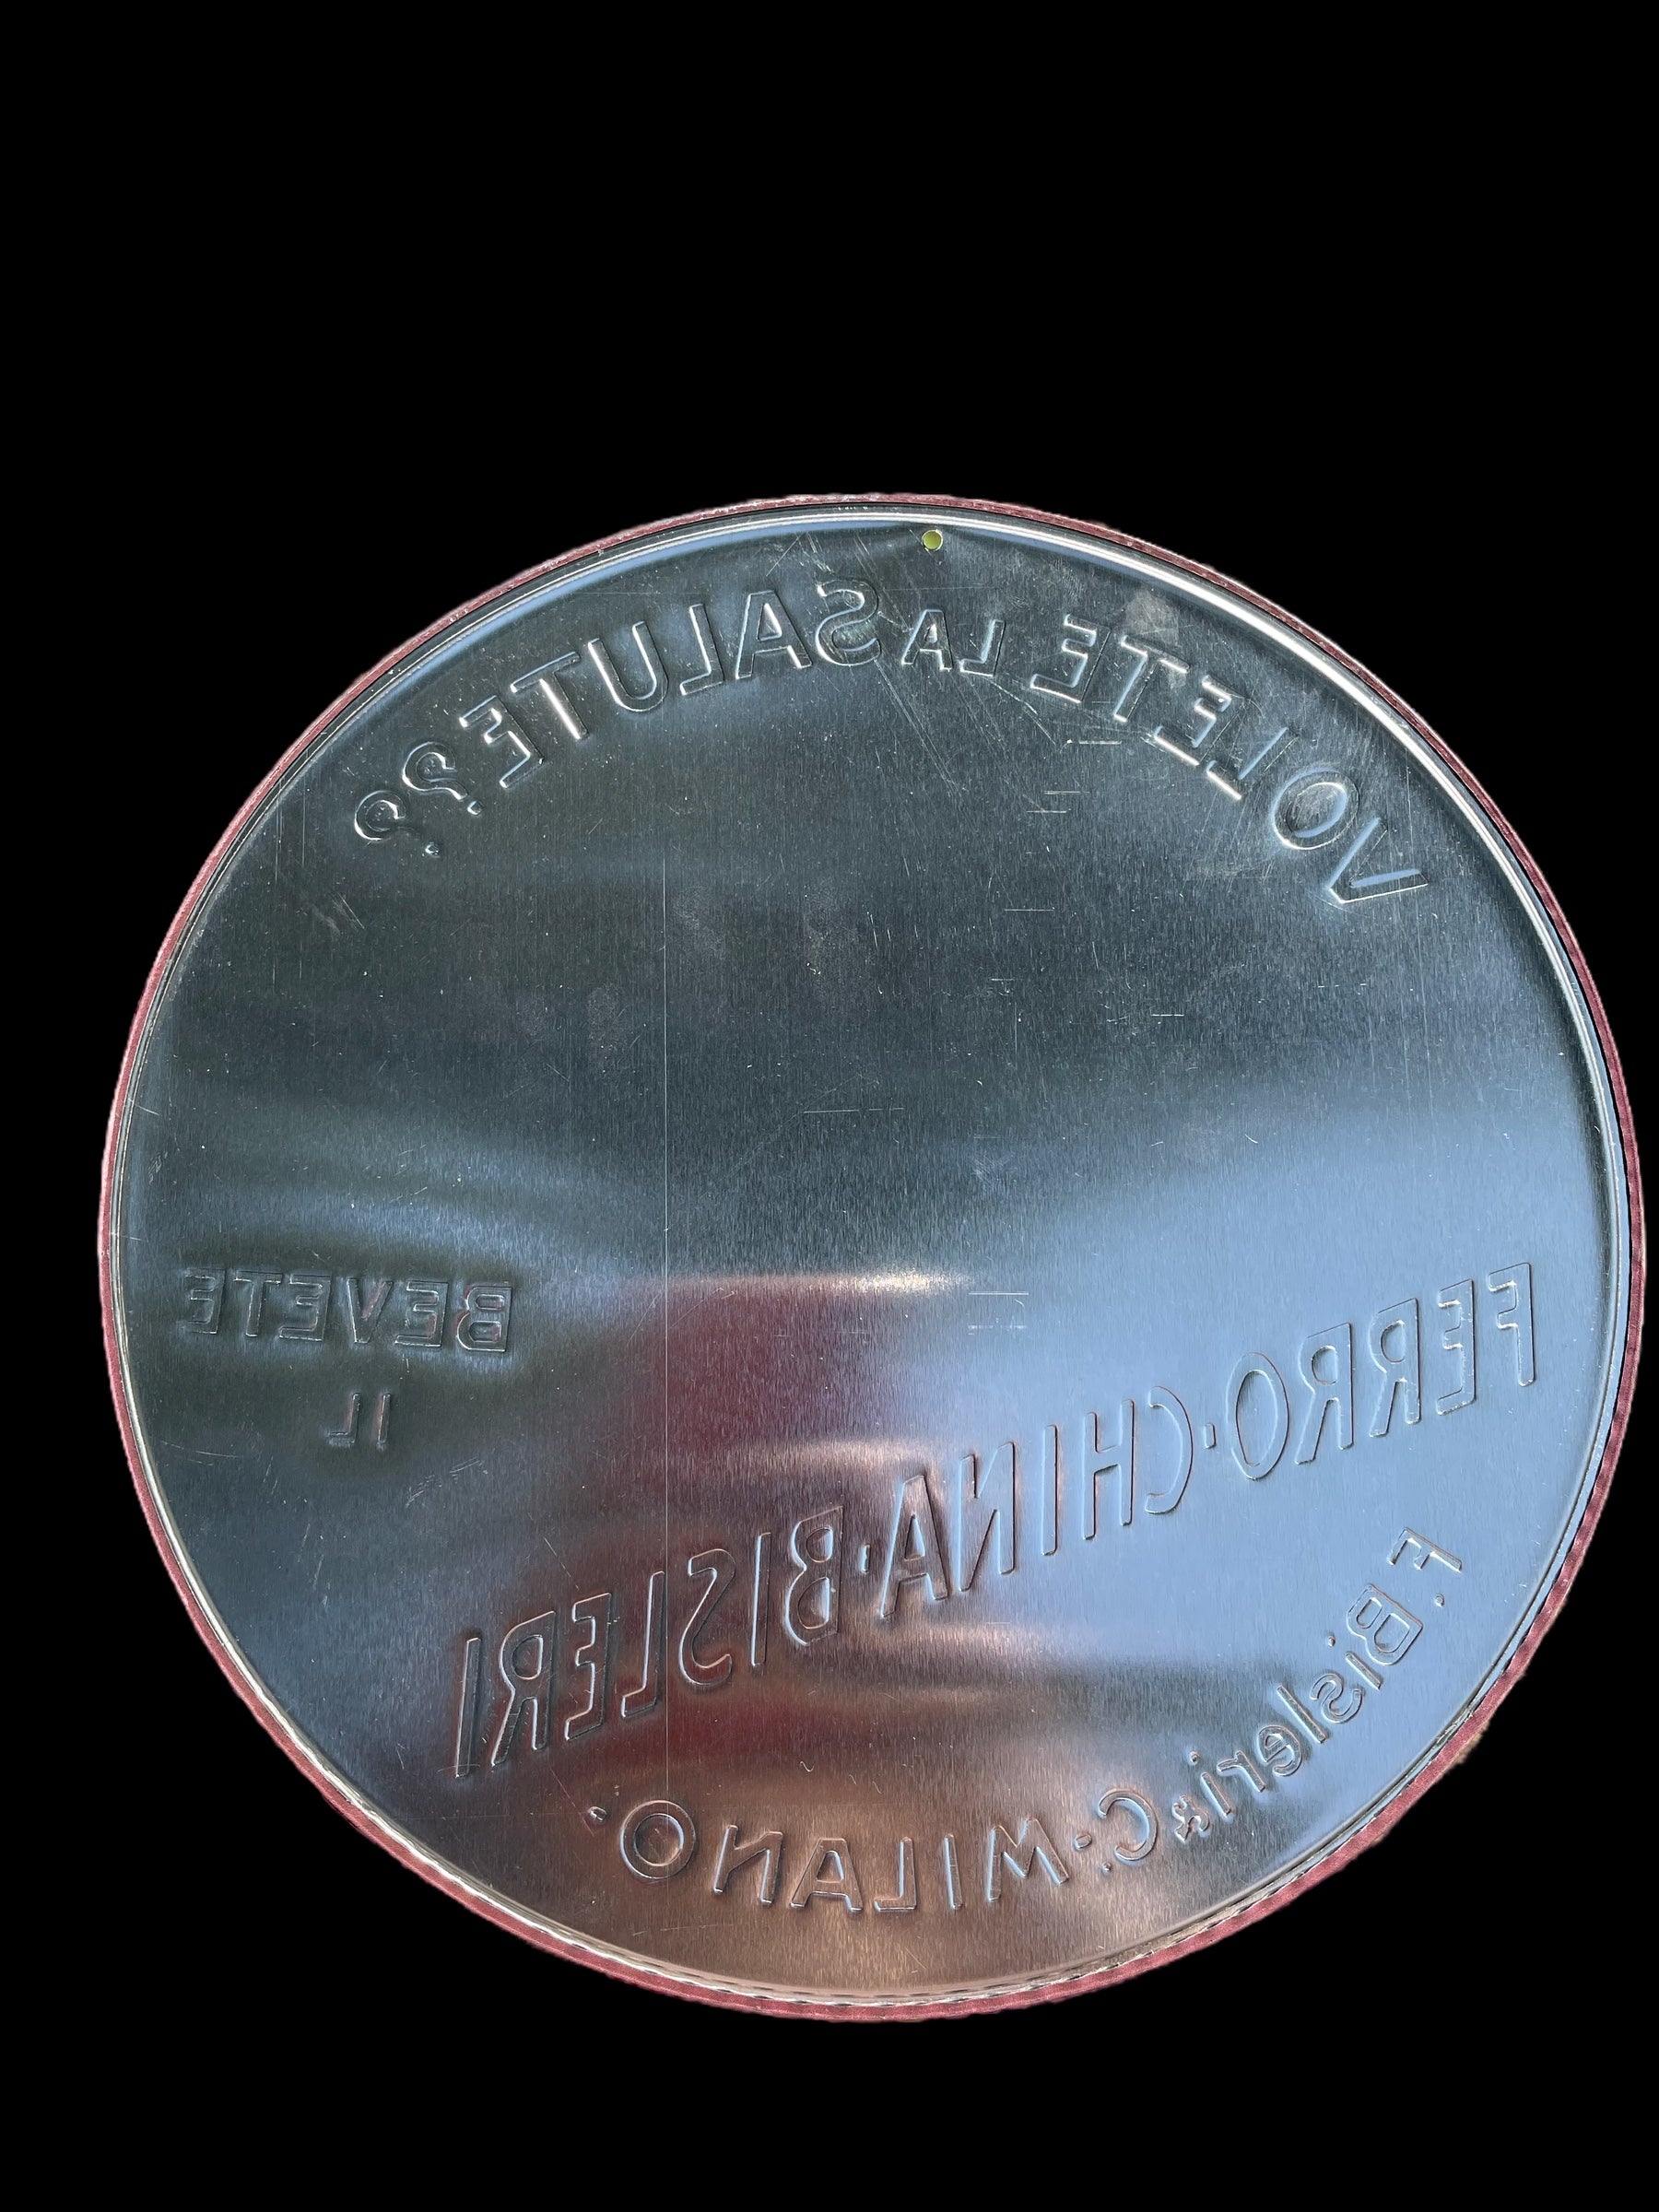 VOLETE LA SALUTE??
BEVETE
IL
FERRO·CHINA·BISLERI
F. Bisleri & C·:MILANO·